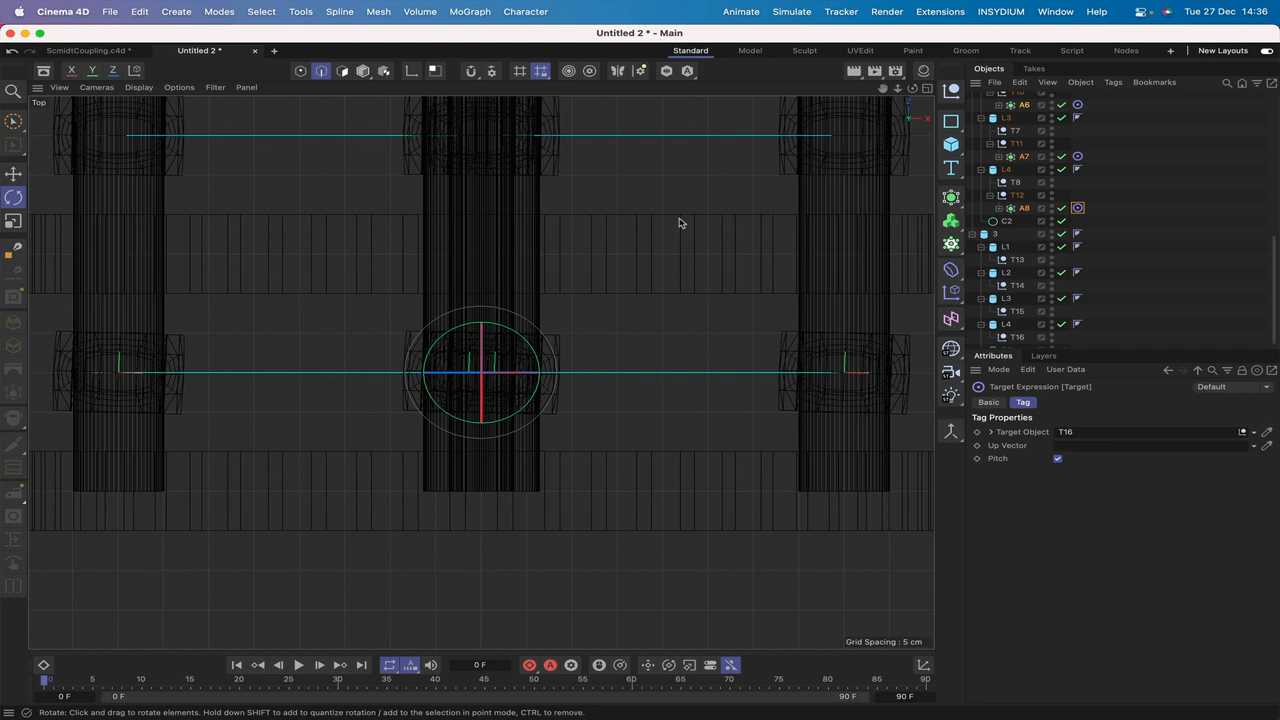 Cinema 4D File Edit Create Modes Select Tools Spline Mesh Volume MoGraph Character Animate Simulate Tracker Render Extensions INSYDIUM Window Help Tue 27 Dec 14:36
Untitled 2 * - Main
ScmidtCoupling.c4d * Untitled 2 * Standard Model Sculpt UVEdit Paint Groom Track Script Nodes New Layouts
X Y Z
Objects Takes
File Edit View Object Tags Bookmarks
View Cameras Display Options Filter Panel
Top
Z
X
A6
L3
T7
T11
A7
L4
T8
T12
A8
C2
3
L1
T13
L2
T14
L3
T15
L4
T16
Attributes Layers
Mode Edit User Data
Target Expression [Target] Default
Basic Tag
Tag Properties
Target Object T16
Up Vector
Pitch
Grid Spacing : 5 cm
0 F
0 5 10 15 20 25 30 35 40 45 50 55 60 65 70 75 80 85 90
0 F 0 F 90 F 90 F
Rotate: Click and drag to rotate elements. Hold down SHIFT to add to quantize rotation / add to the selection in point mode, CTRL to remove.